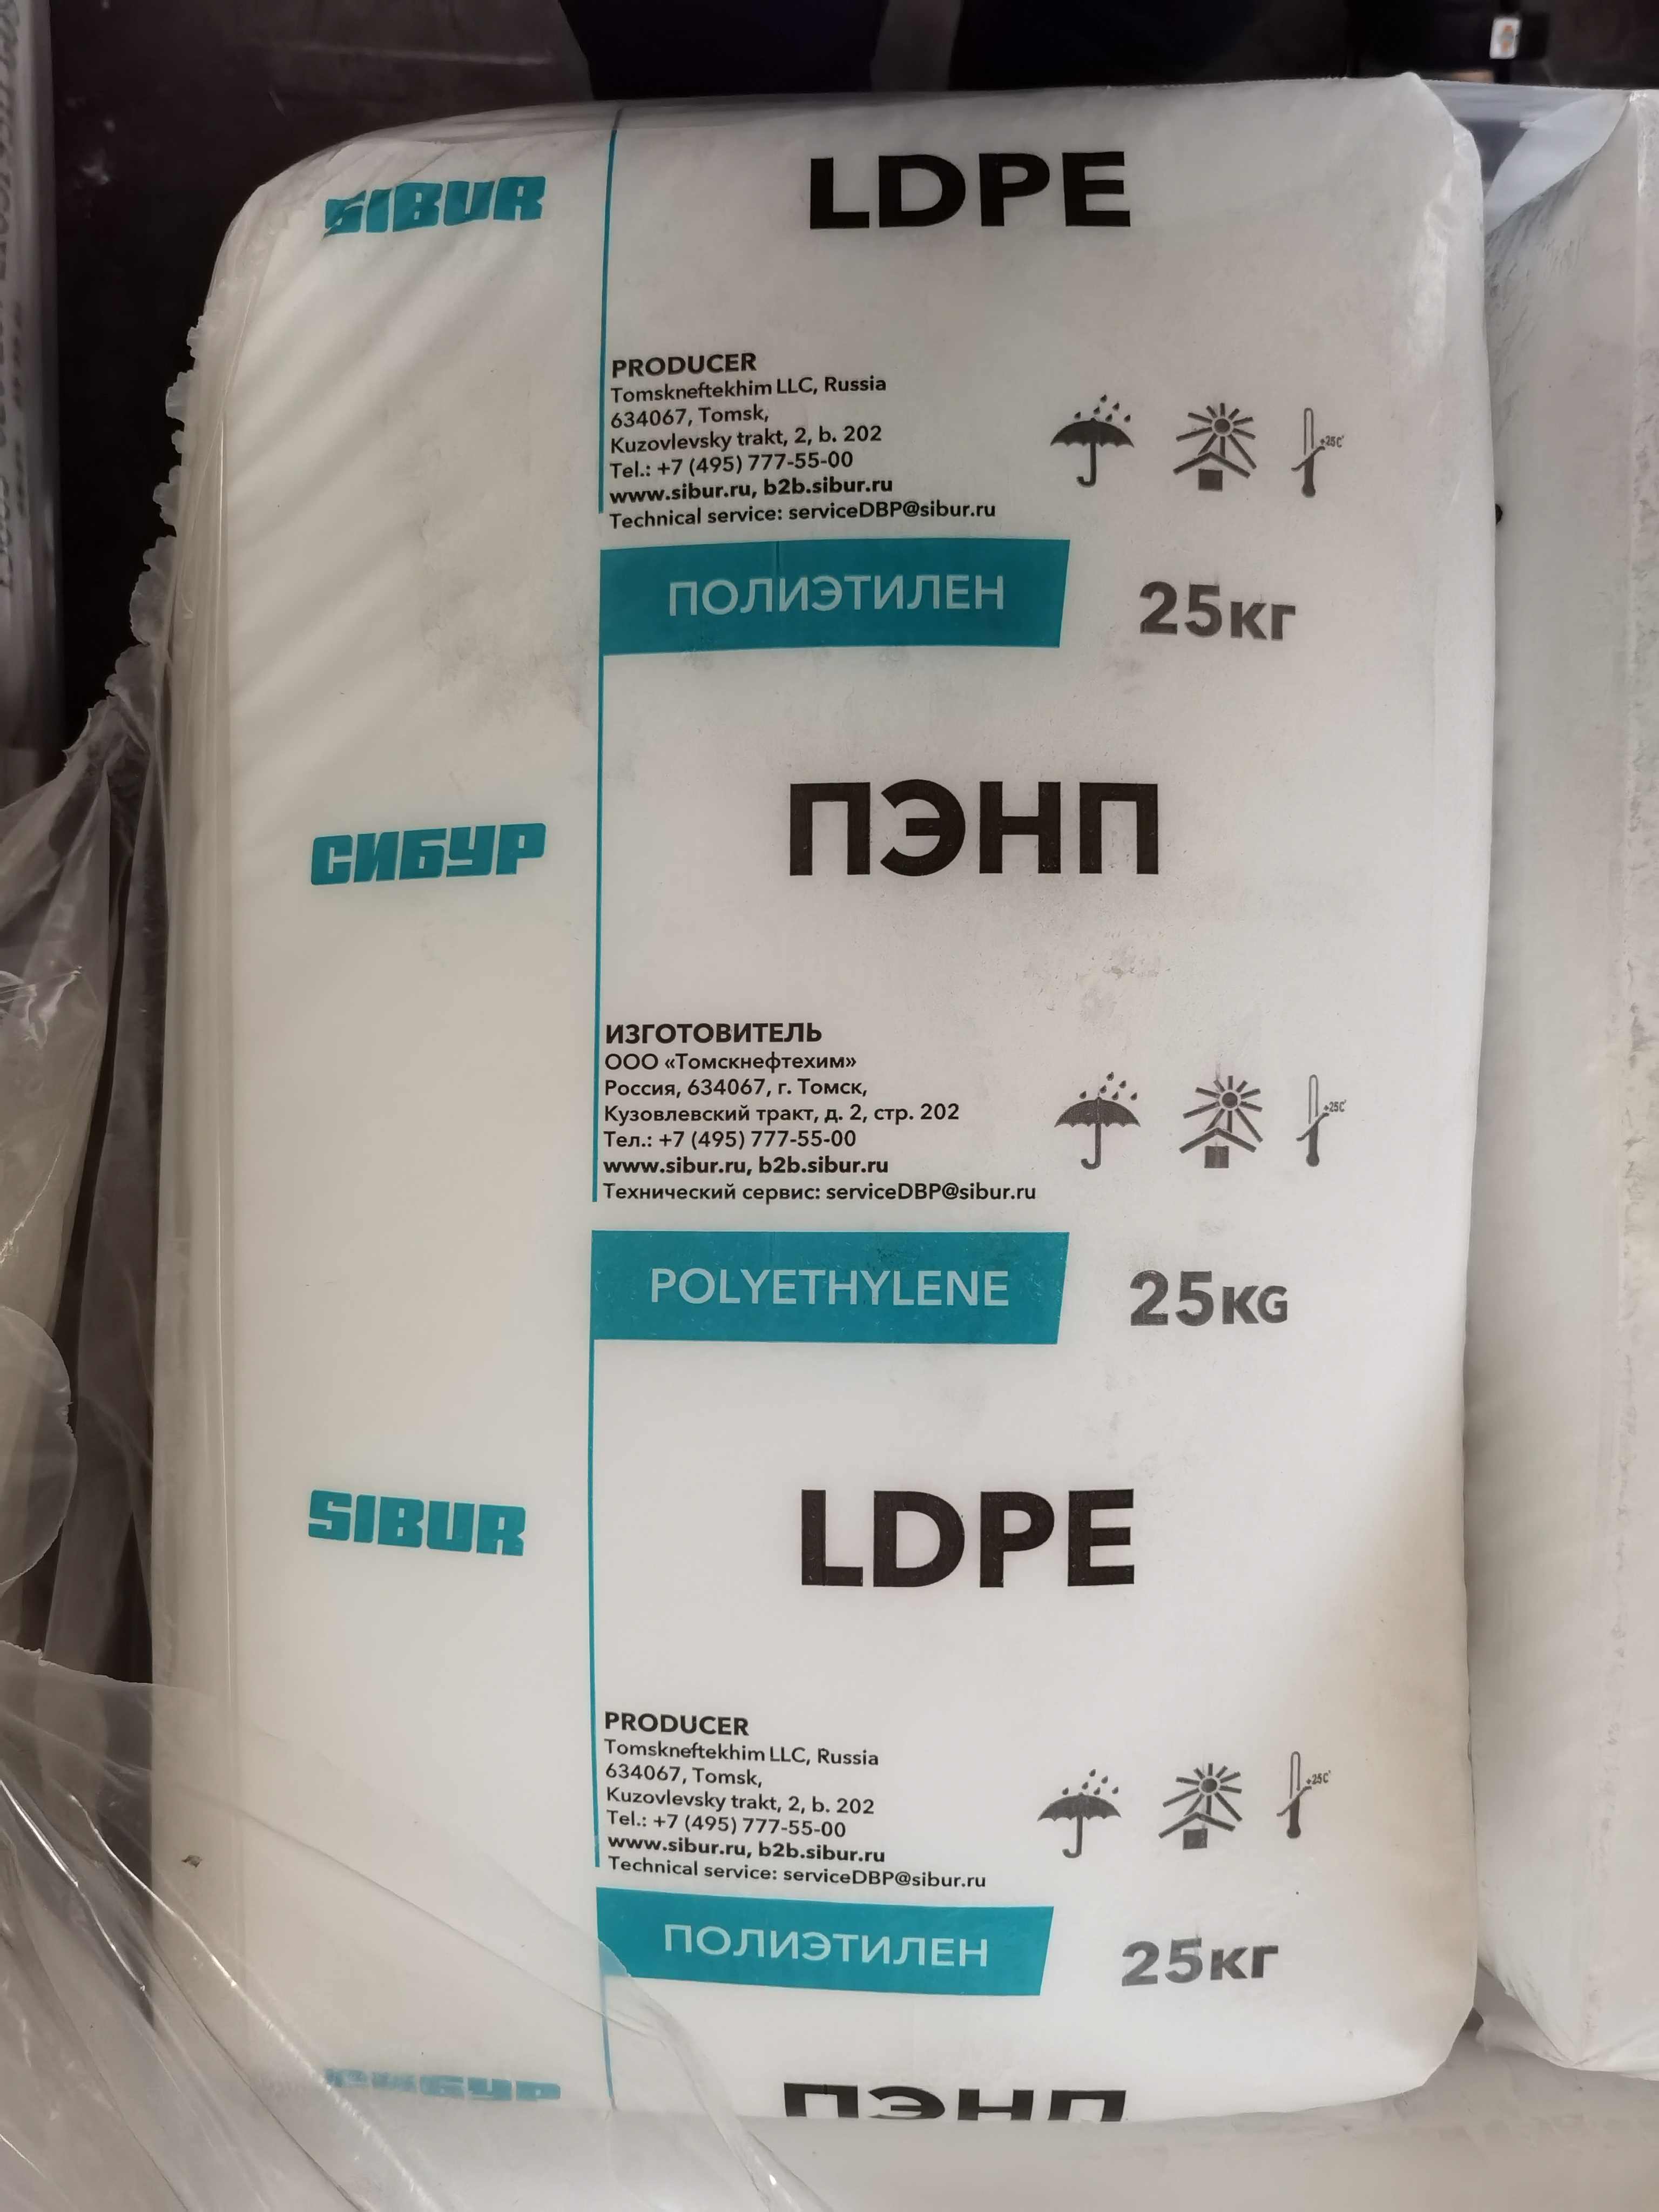 SIBUR
LDPE
PRODUCER
Tomskneftekhim LLC, Russia
634067, Tomsk,
Kuzovlevsky trakt, 2, b. 202
Tel.: +7 (495) 777-55-00
www.sibur.ru, b2b.sibur.ru
Technical service: serviceDBP@sibur.ru
+25C°
ПОЛИЭТИЛЕН
25кг
СИБУР
ПЭНП
ИЗГОТОВИТЕЛЬ
ООО «Томскнефтехим»
Россия, 634067, г. Томск,
Кузовлевский тракт, д. 2, стр. 202
Тел.: +7 (495) 777-55-00
www.sibur.ru, b2b.sibur.ru
Технический сервис: serviceDBP@sibur.ru
+25C°
POLYETHYLENE
25KG
SIBUR
LDPE
PRODUCER
Tomskneftekhim LLC, Russia
634067, Tomsk,
Kuzovlevsky trakt, 2, b. 202
Tel.: +7 (495) 777-55-00
www.sibur.ru, b2b.sibur.ru
Technical service: serviceDBP@sibur.ru
+25C°
ПОЛИЭТИЛЕН
25кг
СИБУР
ПЭНП